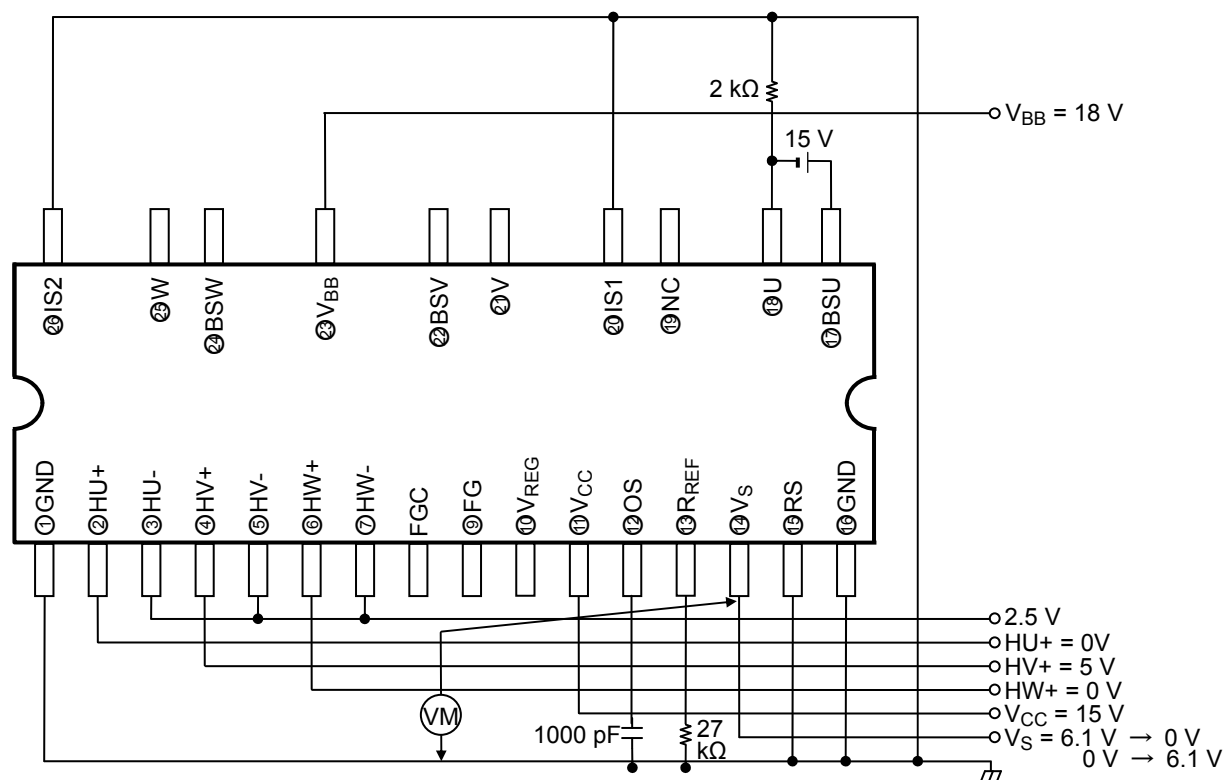 2 kΩ
V_BB = 18 V
15 V
㉖IS2
㉕W
㉔BSW
㉓V_BB
㉒BSV
㉑V
⑳IS1
⑲NC
⑱U
⑰BSU
①GND
②HU+
③HU-
④HV+
⑤HV-
⑥HW+
⑦HW-
FGC
⑨FG
⑩V_REG
⑪V_CC
⑫OS
⑬R_REF
⑭V_S
⑮RS
⑯GND
2.5 V
HU+ = 0V
HV+ = 5 V
HW+ = 0 V
V_CC = 15 V
VM
1000 pF
27
kΩ
V_S = 6.1 V → 0 V
0 V → 6.1 V